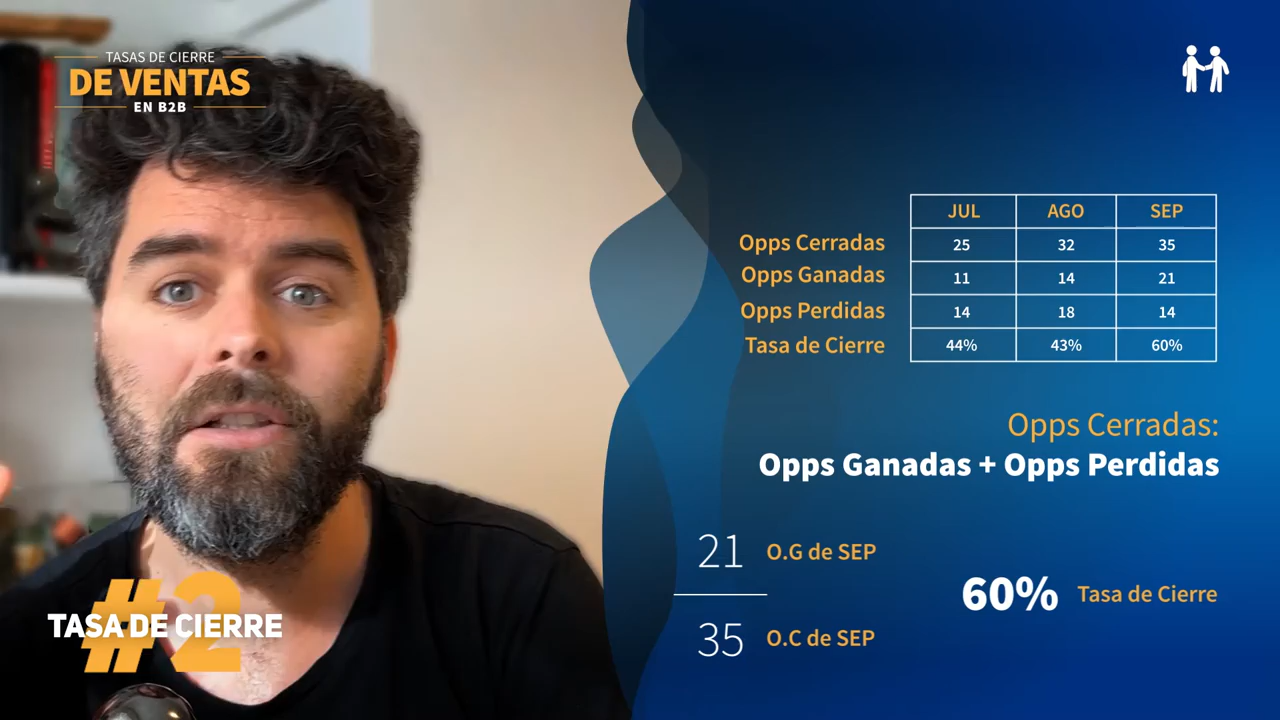 TASAS DE CIERRE
DE VENTAS
EN B2B
#2
TASA DE CIERRE
JUL AGO SEP
Opps Cerradas 25 32 35
Opps Ganadas 11 14 21
Opps Perdidas 14 18 14
Tasa de Cierre 44% 43% 60%
Opps Cerradas:
Opps Ganadas + Opps Perdidas
21 O.G de SEP
60% Tasa de Cierre
35 O.C de SEP